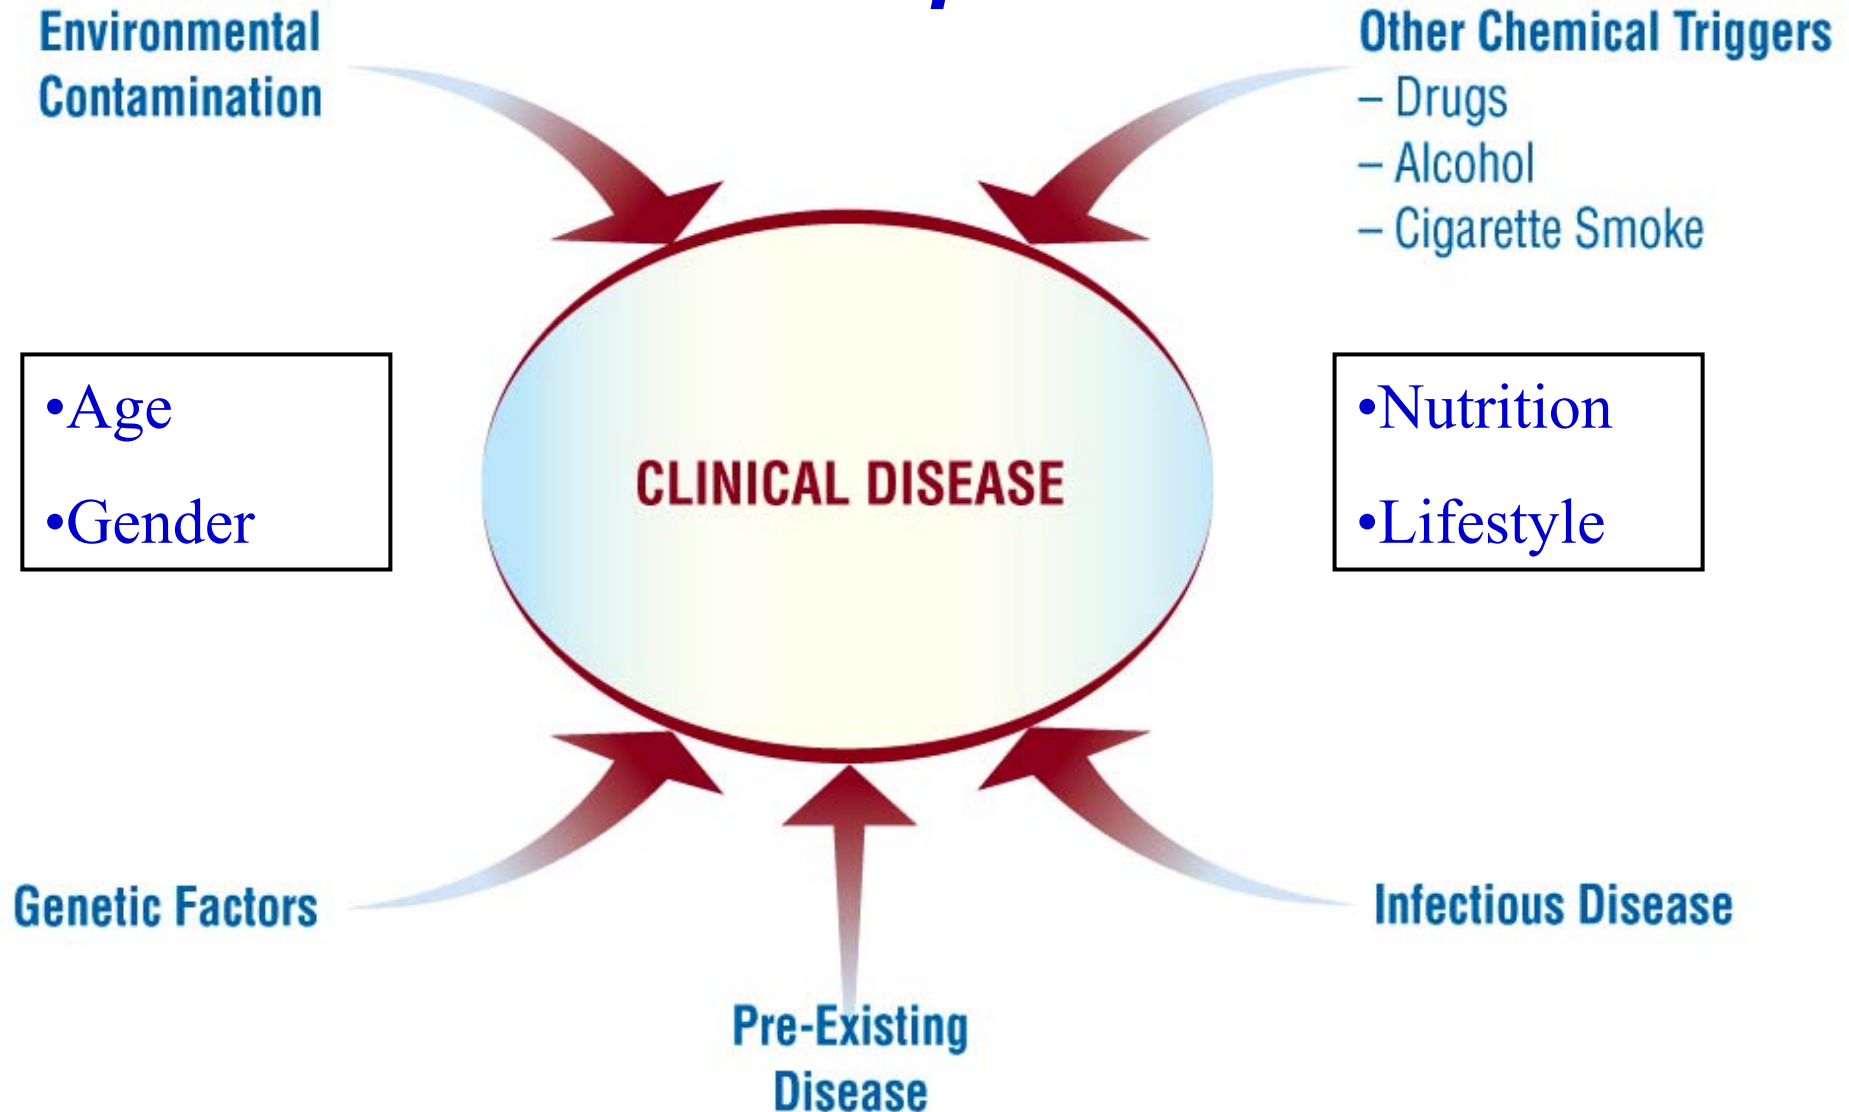 Environmental
Contamination
Other Chemical Triggers
– Drugs
– Alcohol
– Cigarette Smoke
•Age
•Gender
CLINICAL DISEASE
•Nutrition
•Lifestyle
Genetic Factors
Infectious Disease
Pre-Existing
Disease